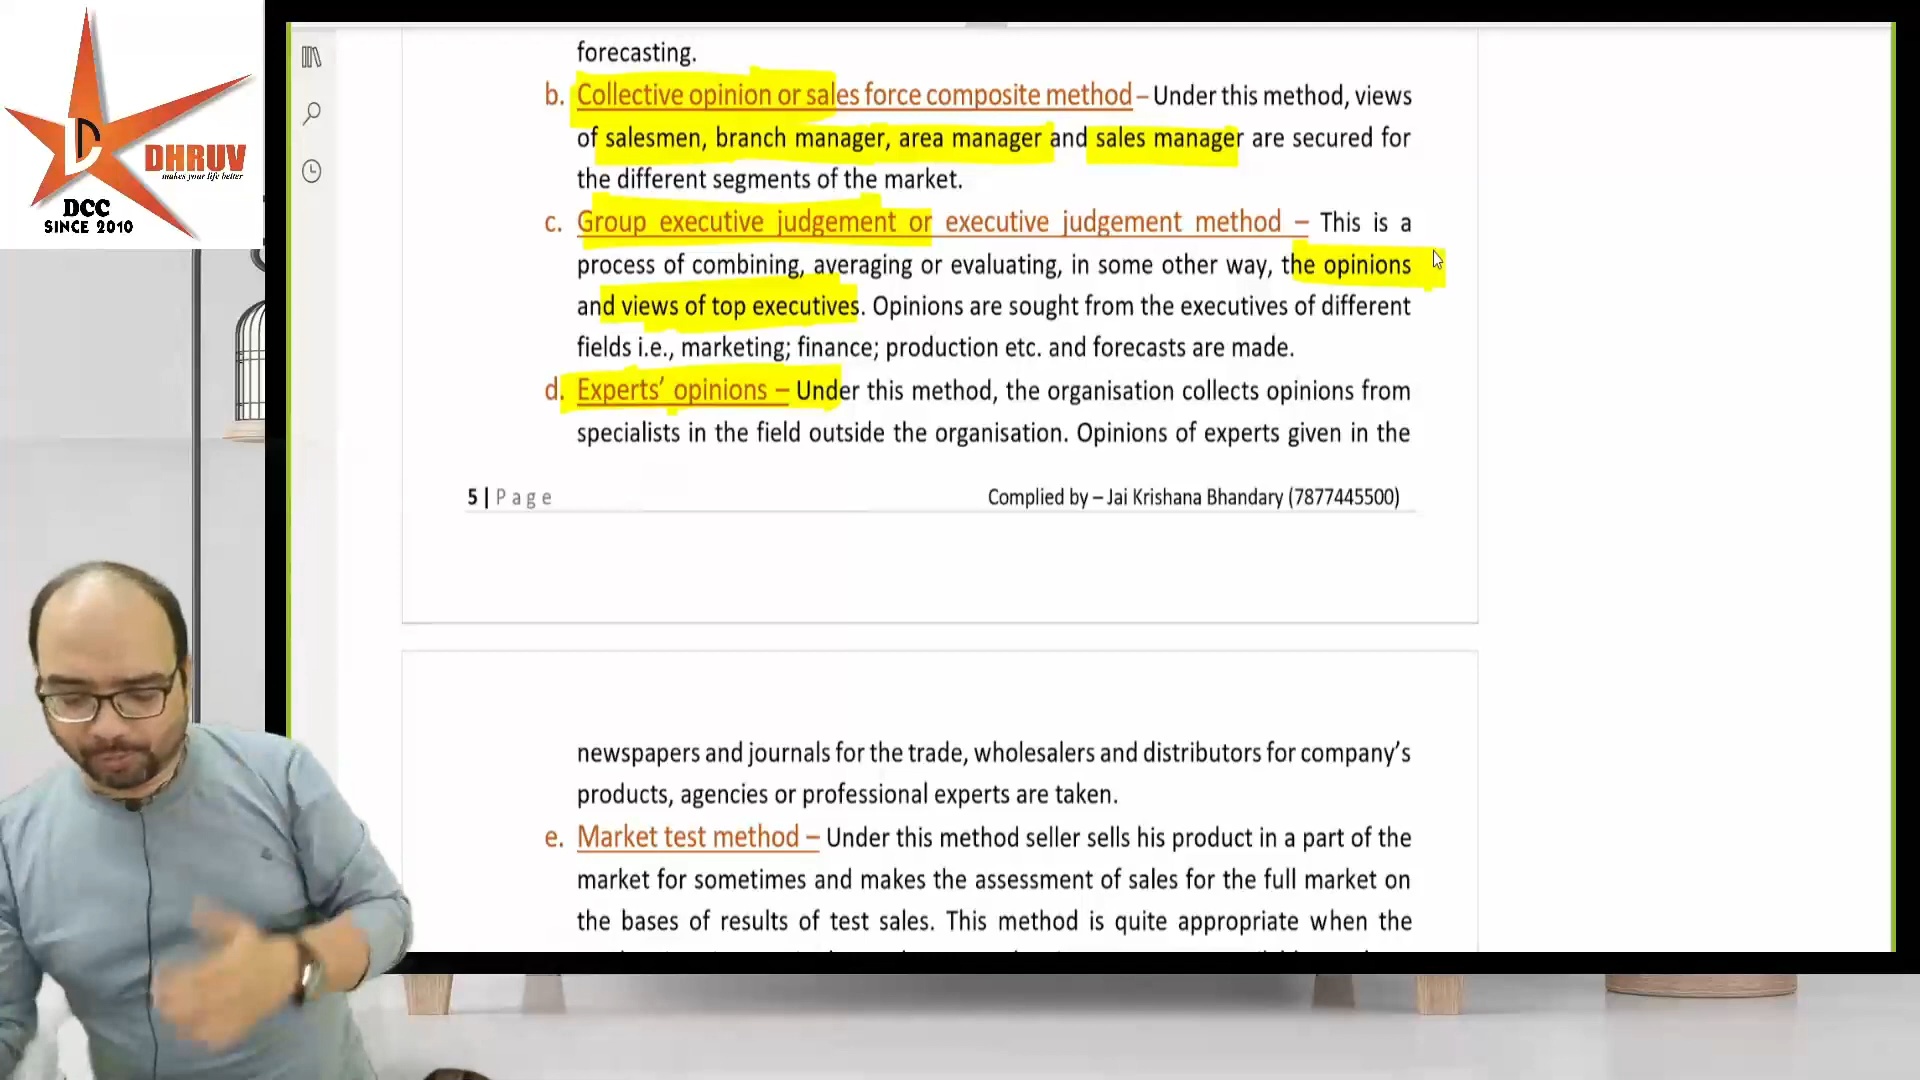 DHRUV
makes your life better
DCC
SINCE 2010
forecasting.
b. Collective opinion or sales force composite method – Under this method, views
of salesmen, branch manager, area manager and sales manager are secured for
the different segments of the market.
c. Group executive judgement or executive judgement method – This is a
process of combining, averaging or evaluating, in some other way, the opinions
and views of top executives. Opinions are sought from the executives of different
fields i.e., marketing; finance; production etc. and forecasts are made.
d. Experts’ opinions – Under this method, the organisation collects opinions from
specialists in the field outside the organisation. Opinions of experts given in the
5 | Page
Complied by – Jai Krishana Bhandary (7877445500)
newspapers and journals for the trade, wholesalers and distributors for company’s
products, agencies or professional experts are taken.
e. Market test method – Under this method seller sells his product in a part of the
market for sometimes and makes the assessment of sales for the full market on
the bases of results of test sales. This method is quite appropriate when the